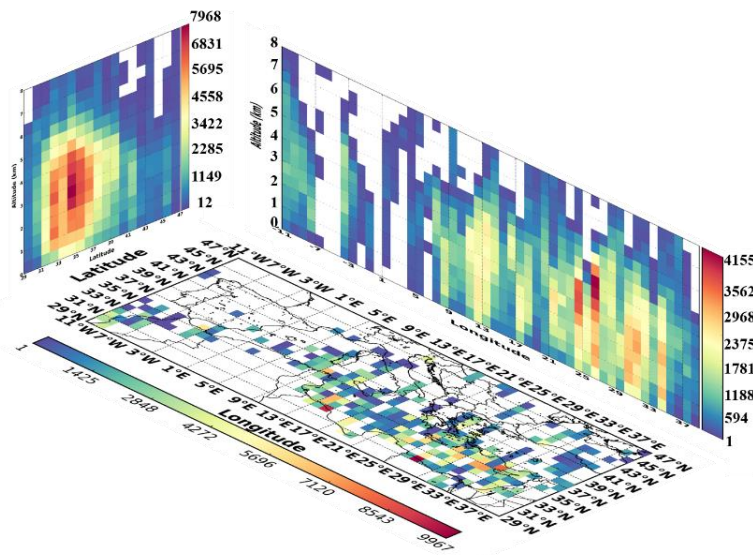 7968
6831
5695
4558
3422
2285
1149
12
Altitude (km)
Latitude
8
7
6
5
4
3
2
1
0
Altitude (km)
Longitude
4155
3562
2968
2375
1781
1188
594
1
Latitude
47°N
45°N
43°N
41°N
39°N
37°N
35°N
33°N
31°N
29°N
11°W 7°W 3°W 1°E 5°E 9°E 13°E 17°E 21°E 25°E 29°E 33°E 37°E
11°W 7°W 3°W 1°E 5°E 9°E 13°E 17°E 21°E 25°E 29°E 33°E 37°E
Longitude
47°N
45°N
43°N
41°N
39°N
37°N
35°N
33°N
31°N
29°N
1
1425
2848
4272
5696
7120
8543
9967